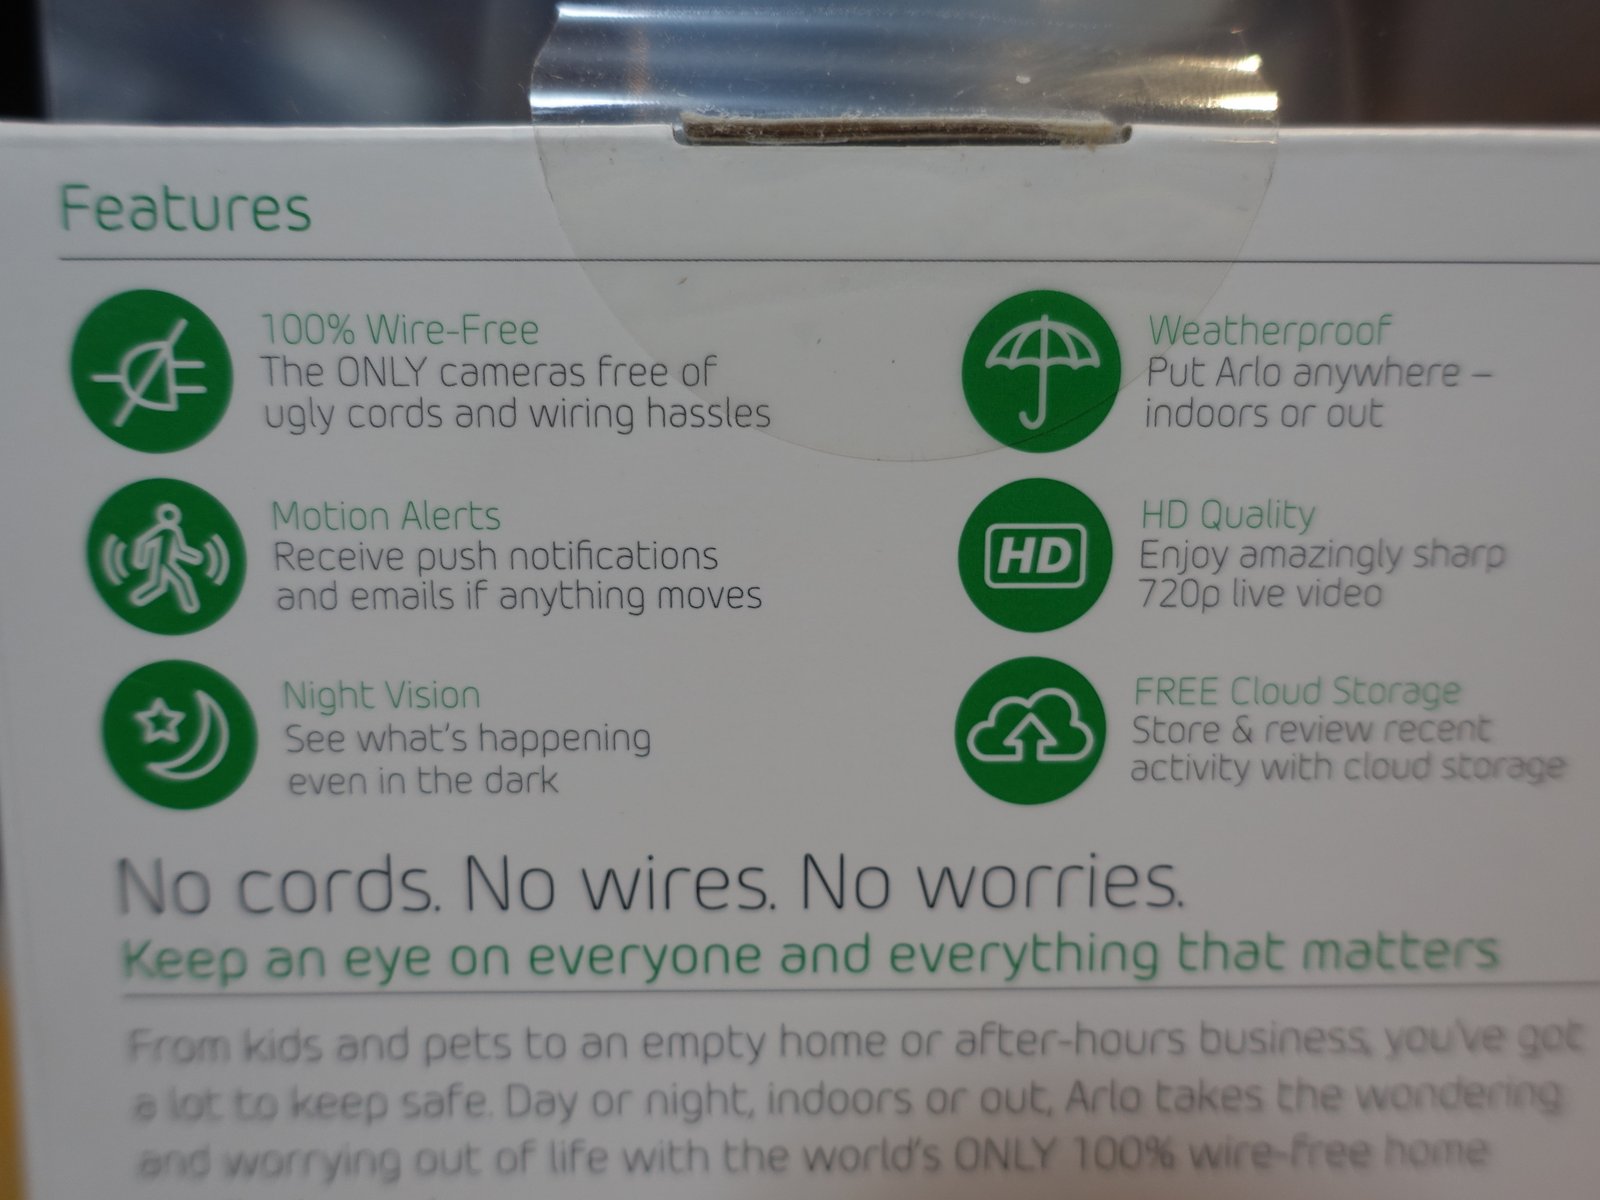 Features
100% Wire-Free
The ONLY cameras free of
ugly cords and wiring hassles
Weatherproof
Put Arlo anywhere –
indoors or out
Motion Alerts
Receive push notifications
and emails if anything moves
HD
HD Quality
Enjoy amazingly sharp
720p live video
Night Vision
See what's happening
even in the dark
FREE Cloud Storage
Store & review recent
activity with cloud storage
No cords. No wires. No worries.
Keep an eye on everyone and everything that matters
From kids and pets to an empty home or after-hours business, you've got
a lot to keep safe. Day or night, indoors or out, Arlo takes the wondering
and worrying out of life with the world's ONLY 100% wire-free home